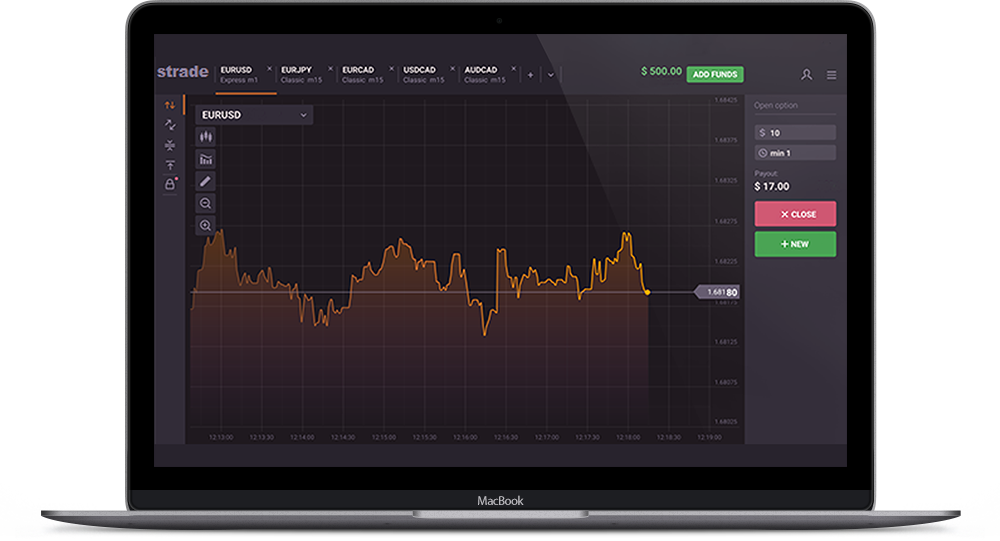 strade
EURUSD
Express m1
EURJPY
Classic m15
EURCAD
Classic m15
USDCAD
Classic m15
AUDCAD
Classic m15
$ 500.00
ADD FUNDS
EURUSD
1.68425
1.68375
1.68325
1.68275
1.68225
1.68180
1.68175
1.68125
1.68075
1.68025
12:13:00 12:13:30 12:14:00 12:14:30 12:15:00 12:15:30 12:16:00 12:16:30 12:17:00 12:17:30 12:18:00 12:18:30 12:19:00
Open option
$ 10
min 1
Payout:
$ 17.00
× CLOSE
+ NEW
MacBook